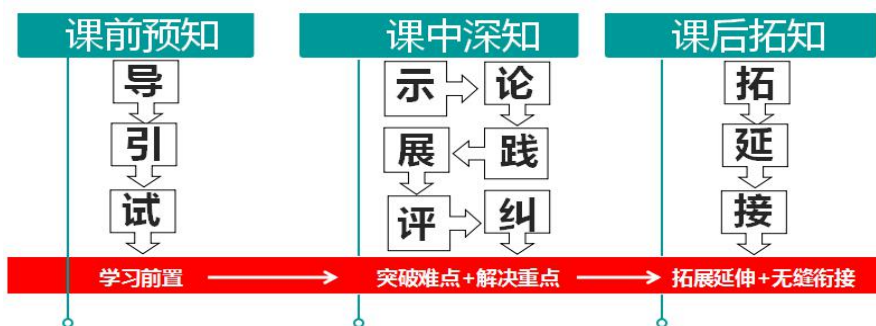 课前预知
导
引
试
课中深知
示
论
践
展
评
纠
课后拓知
拓
延
接
学习前置
突破难点+解决重点
拓展延伸+无缝衔接